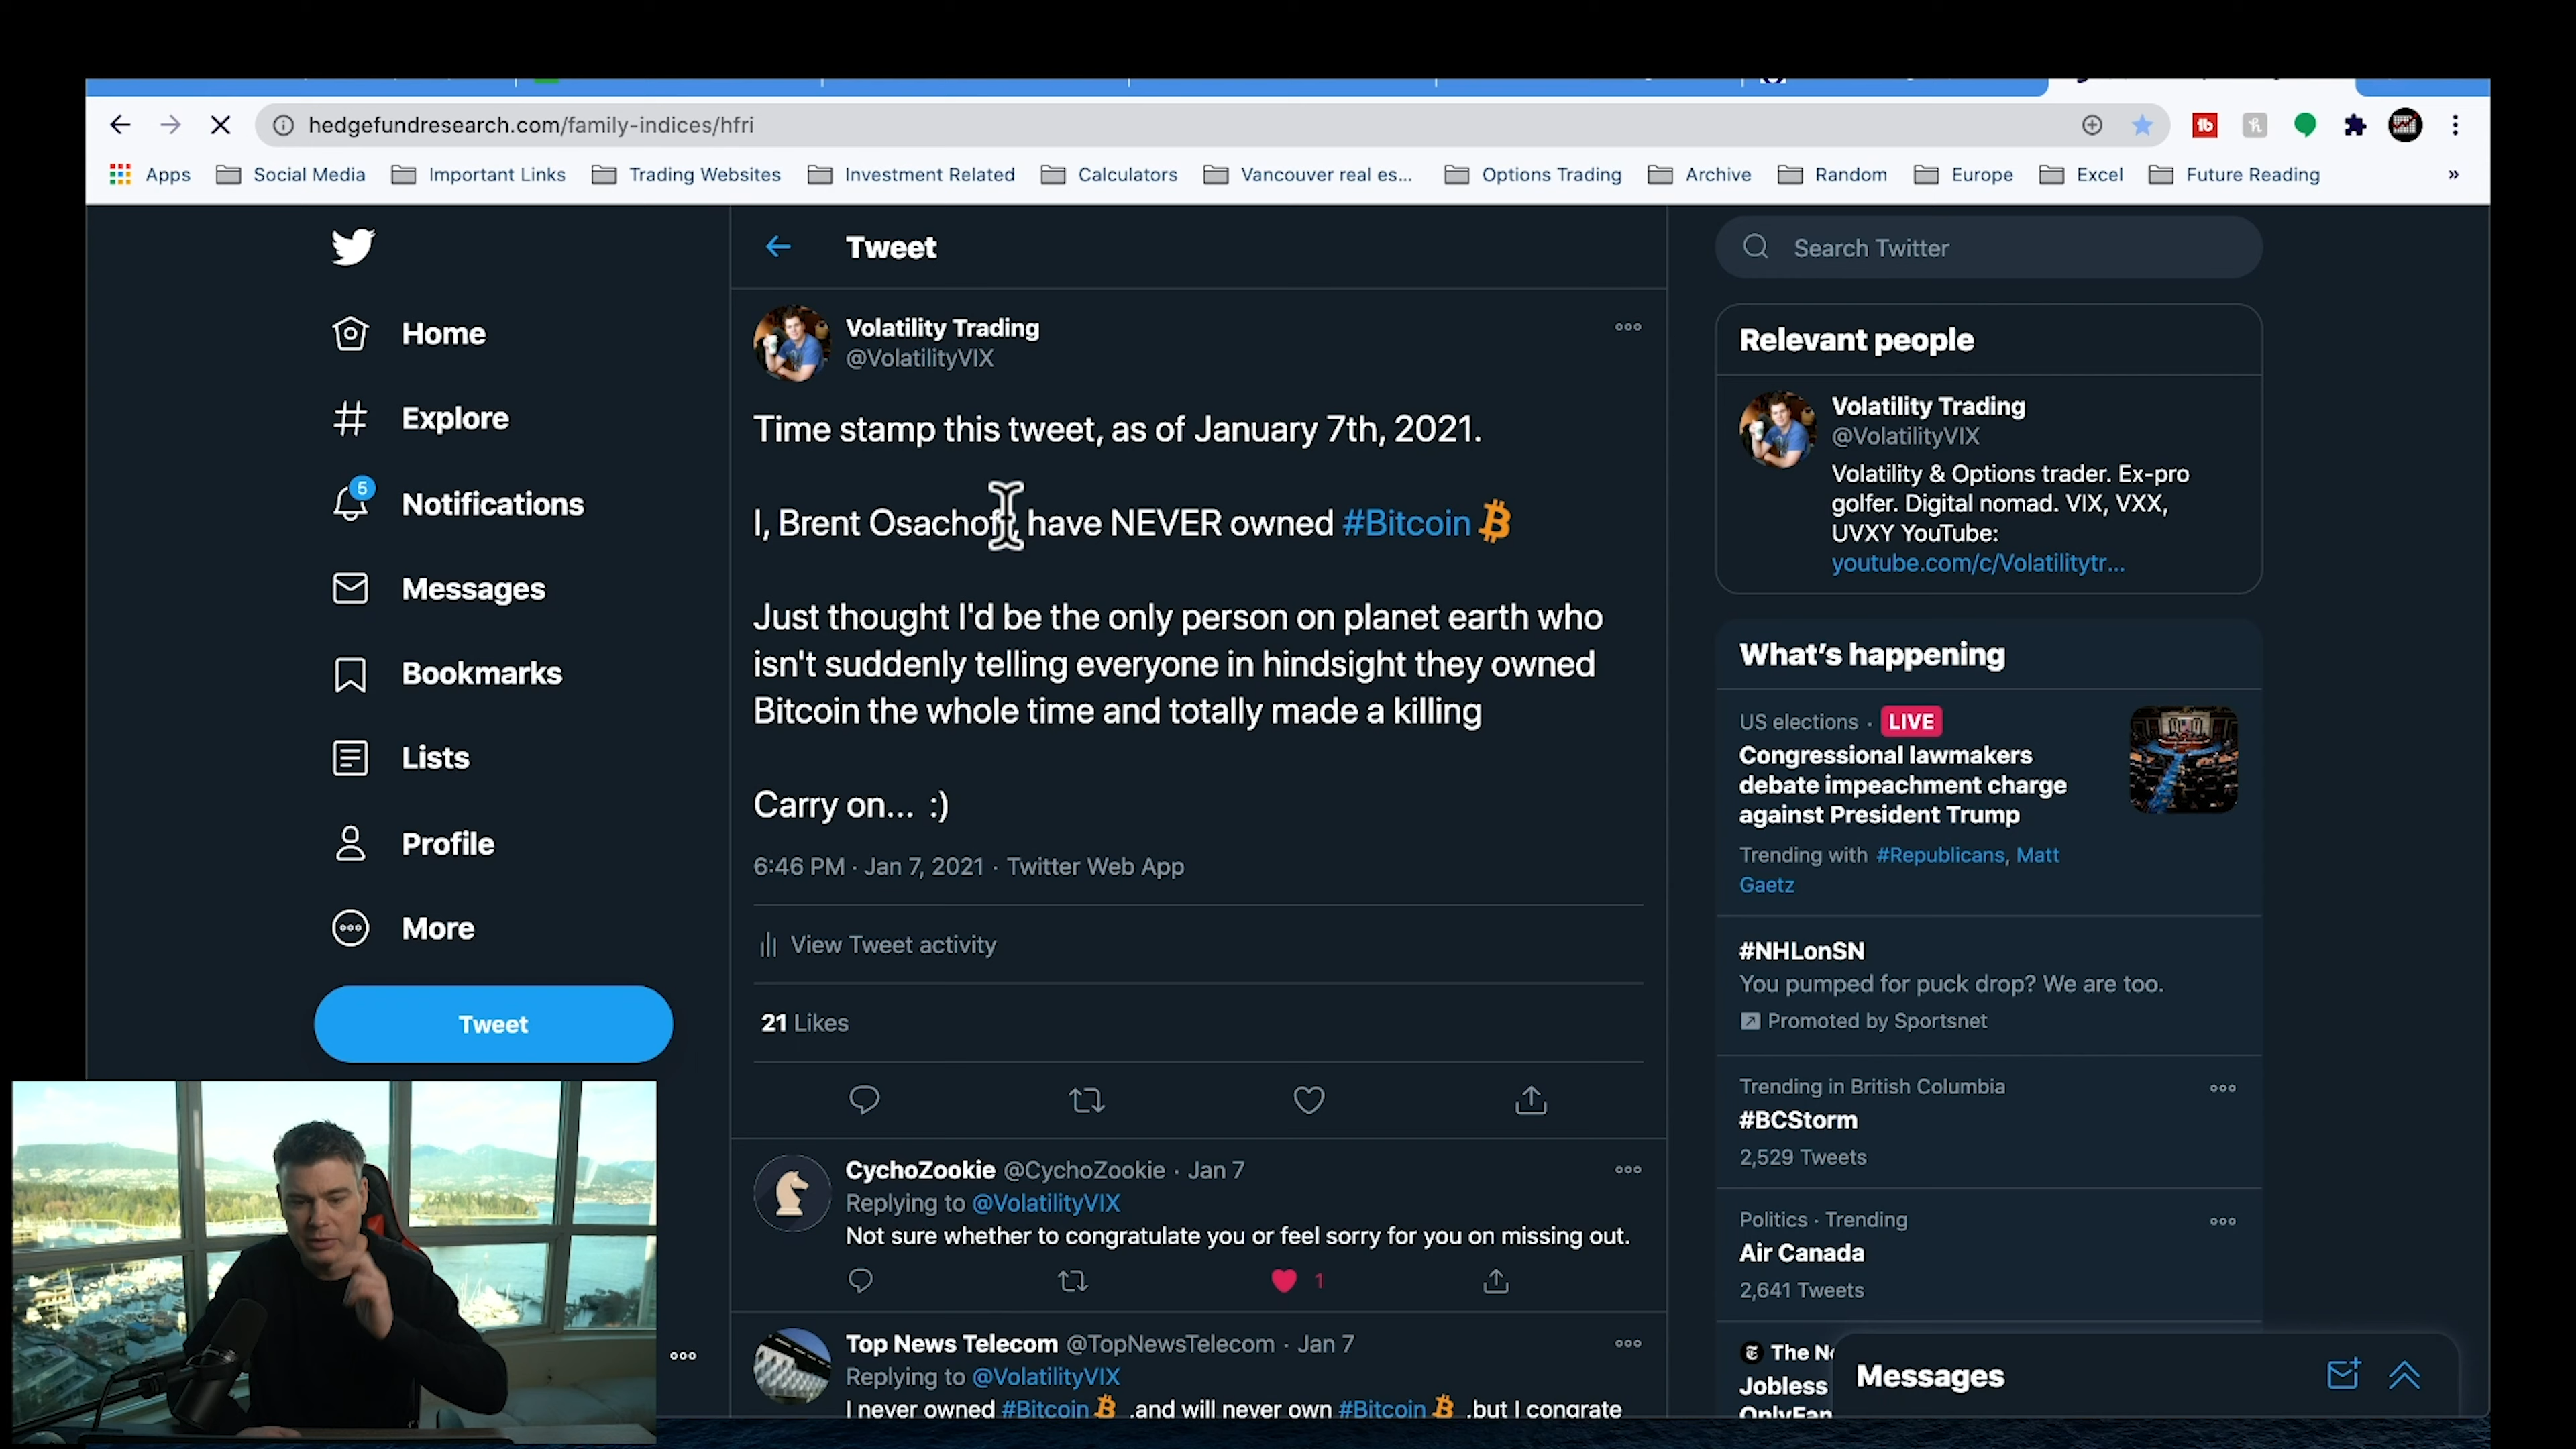 hedgefundresearch.com/family-indices/hfri
Apps
Social Media
Important Links
Trading Websites
Investment Related
Calculators
Vancouver real es...
Options Trading
Archive
Random
Europe
Excel
Future Reading
»
Home
Explore
5
Notifications
Messages
Bookmarks
Lists
Profile
More
Tweet
Tweet
Volatility Trading
@VolatilityVIX
Time stamp this tweet, as of January 7th, 2021.
I, Brent Osachoff, have NEVER owned #Bitcoin
Just thought I'd be the only person on planet earth who
isn't suddenly telling everyone in hindsight they owned
Bitcoin the whole time and totally made a killing
Carry on... :)
6:46 PM · Jan 7, 2021 · Twitter Web App
View Tweet activity
21 Likes
CychoZookie @CychoZookie · Jan 7
Replying to @VolatilityVIX
Not sure whether to congratulate you or feel sorry for you on missing out.
1
Top News Telecom @TopNewsTelecom · Jan 7
Replying to @VolatilityVIX
I never owned #Bitcoin ,and will never own #Bitcoin ,but I congrate
Search Twitter
Relevant people
Volatility Trading
@VolatilityVIX
Volatility & Options trader. Ex-pro
golfer. Digital nomad. VIX, VXX,
UVXY YouTube:
youtube.com/c/Volatilitytr...
What's happening
US elections · LIVE
Congressional lawmakers
debate impeachment charge
against President Trump
Trending with #Republicans, Matt
Gaetz
#NHLonSN
You pumped for puck drop? We are too.
Promoted by Sportsnet
Trending in British Columbia
#BCStorm
2,529 Tweets
Politics · Trending
Air Canada
2,641 Tweets
The
Jobless
OnlyFan
Messages